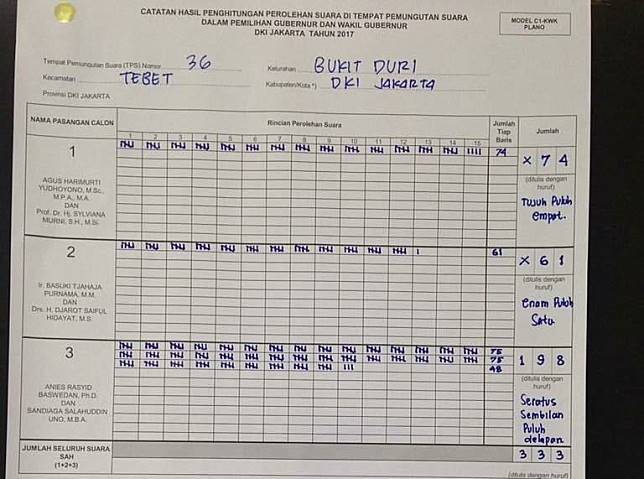 CATATAN HASIL PENGHITUNGAN PEROLEHAN SUARA DI TEMPAT PEMUNGUTAN SUARA
DALAM PEMILIHAN GUBERNUR DAN WAKIL GUBERNUR
DKI JAKARTA TAHUN 2017
MODEL C1-KWK
PLANO
Tempat Pemungutan Suara (TPS) Nomor 36
Kelurahan BUKIT DURI
Kecamatan TEBET
Kabupaten/Kota *) DKI JAKARTA
Provinsi DKI JAKARTA
NAMA PASANGAN CALON
Rincian Perolehan Suara
Jumlah Tiap Baris
Jumlah
1 2 3 4 5 6 7 8 9 10 11 12 13 14 15
1
74
X 7 4
AGUS HARIMURTI
YUDHOYONO, M.Sc.,
M.P.A., M.A.
DAN
Prof. Dr. Hj. SYLVIANA
MURNI, S.H., M.Si.
(ditulis dengan huruf)
Tujuh Puluh
empat.
2
61
X 6 1
Ir. BASUKI TJAHAJA
PURNAMA, M.M.
DAN
Drs. H. DJAROT SAIFUL
HIDAYAT, M.S.
(ditulis dengan huruf)
Enam Puluh
Satu
3
75
75
48
1 9 8
ANIES RASYID
BASWEDAN, Ph.D.
DAN
SANDIAGA SALAHUDDIN
UNO, M.B.A.
(ditulis dengan huruf)
Seratus
Sembilan
Puluh
delapan
JUMLAH SELURUH SUARA
SAH
(1+2+3)
3 3 3
(ditulis dengan huruf)